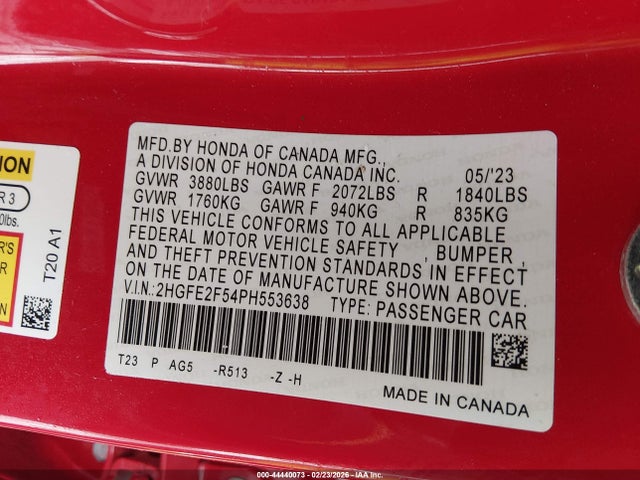 ION
R 3
0lbs.
R'S
R
T20 A1
MFD.BY HONDA OF CANADA MFG.,
A DIVISION OF HONDA CANADA INC. 05/'23
GVWR 3880LBS GAWR F 2072LBS R 1840LBS
GVWR 1760KG GAWR F 940KG R 835KG
THIS VEHICLE CONFORMS TO ALL APPLICABLE
FEDERAL MOTOR VEHICLE SAFETY , BUMPER ,
AND THEFT PREVENTION STANDARDS IN EFFECT
ON THE DATE OF MANUFACTURE SHOWN ABOVE.
V.I.N.:2HGFE2F54PH553638 TYPE: PASSENGER CAR
T23 P AG5 -R513 -Z -H
MADE IN CANADA
000-44440073 - 02/23/2026 - IAA Inc.